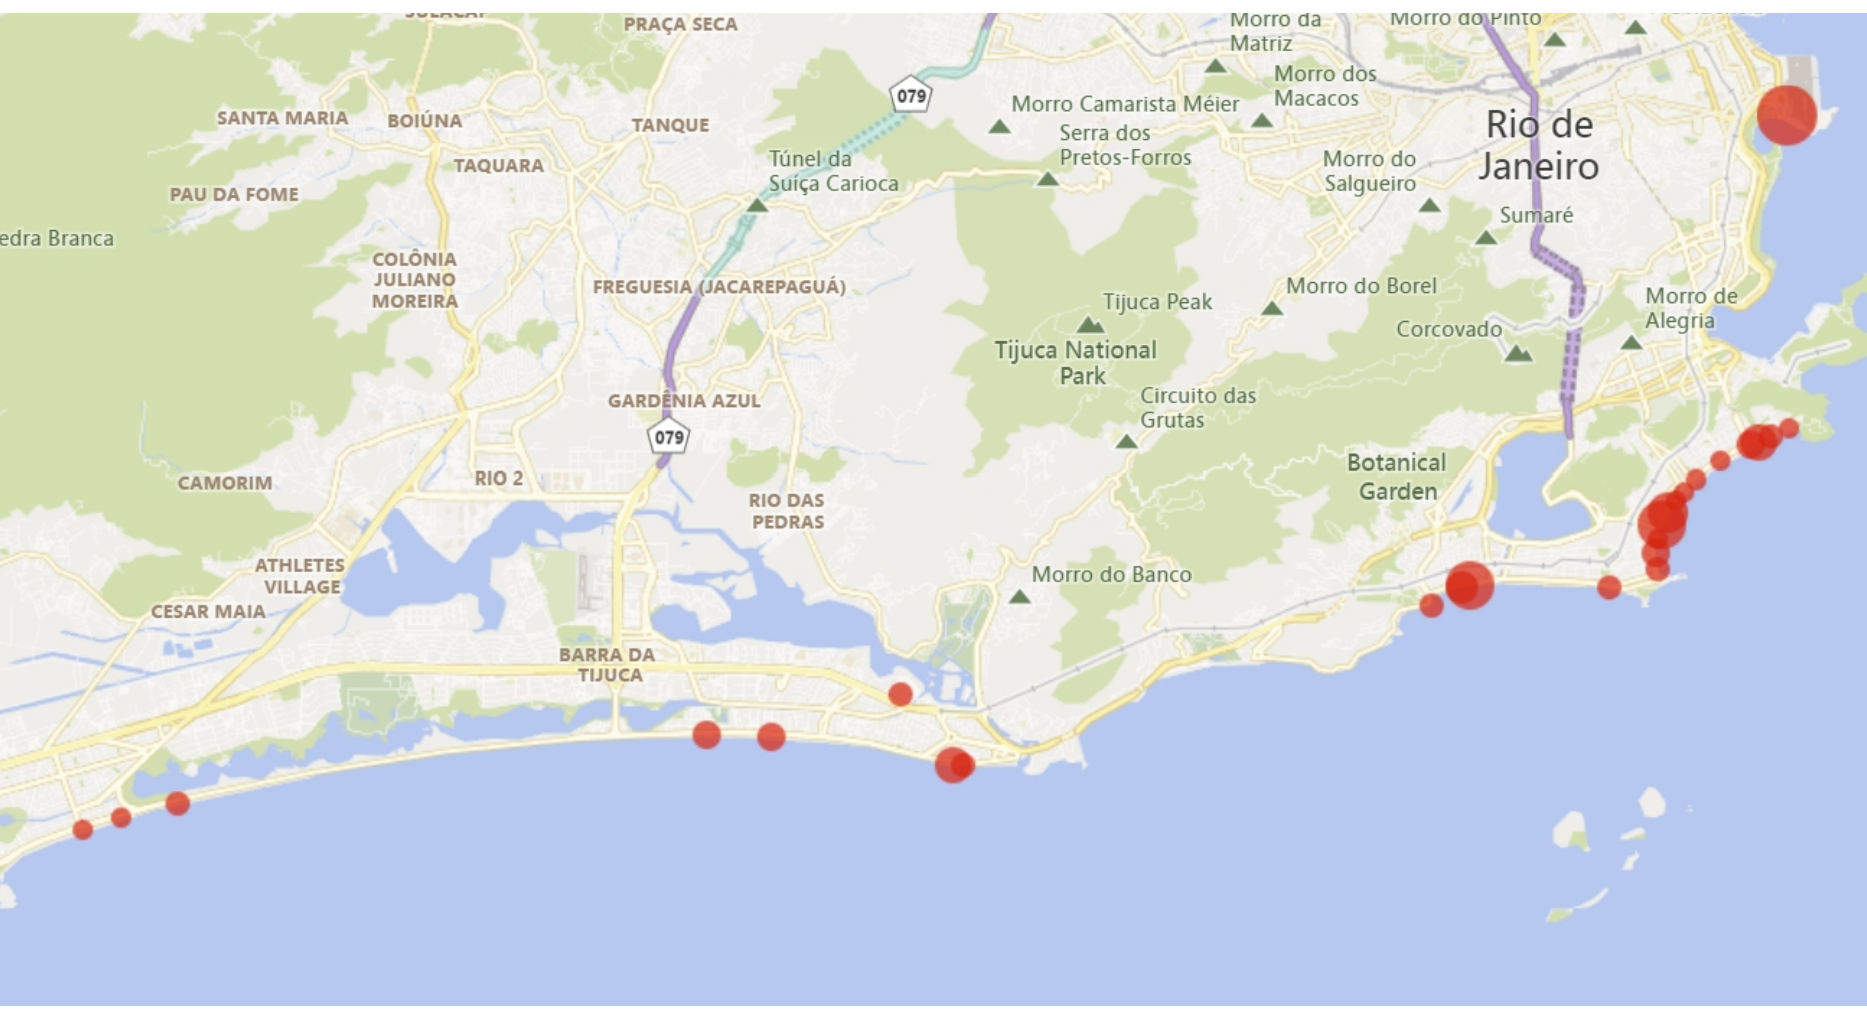 PRAÇA SECA
Morro da
Matriz
Morro do Pinto
079
Morro dos
Macacos
Morro Camarista Méier
SANTA MARIA
BOIÚNA
TANQUE
Serra dos
Pretos-Forros
Rio de
Janeiro
TAQUARA
Túnel da
Suíça Carioca
Morro do
Salgueiro
PAU DA FOME
Sumaré
edra Branca
COLÔNIA
JULIANO
MOREIRA
FREGUESIA (JACAREPAGUÁ)
Tijuca Peak
Morro do Borel
Morro de
Alegria
Corcovado
Tijuca National
Park
GARDÊNIA AZUL
Circuito das
Grutas
079
Botanical
Garden
CAMORIM
RIO 2
RIO DAS
PEDRAS
ATHLETES
VILLAGE
Morro do Banco
CESAR MAIA
BARRA DA
TIJUCA